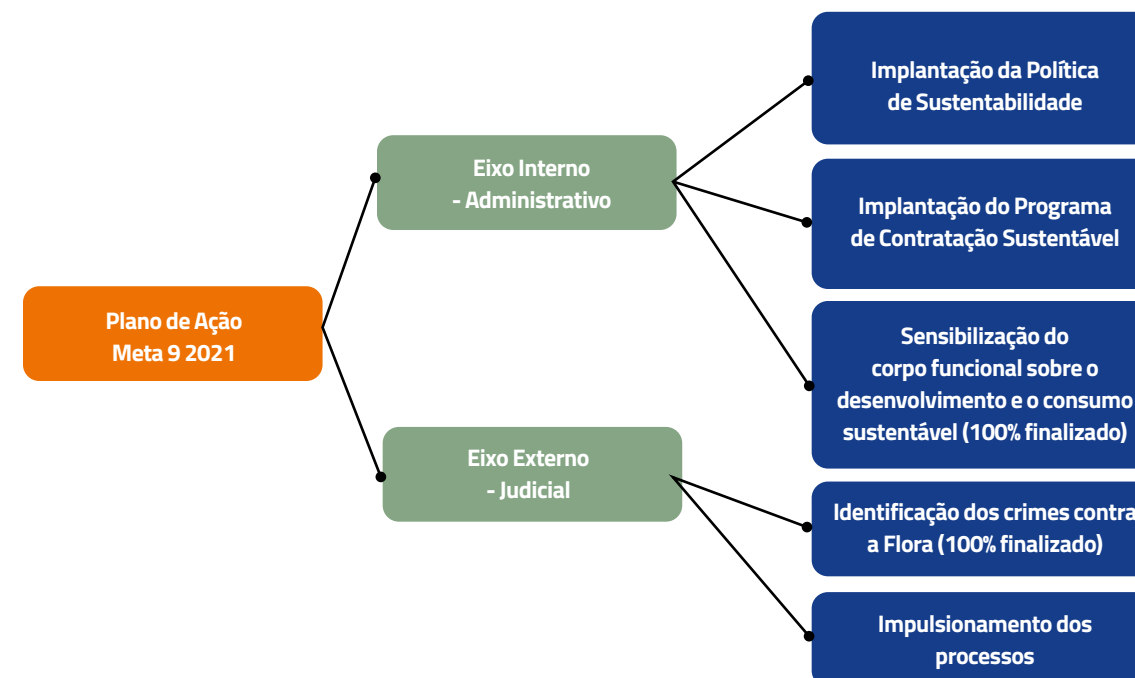 Plano de Ação
Meta 9 2021
Eixo Interno
- Administrativo
Implantação da Política
de Sustentabilidade
Implantação do Programa
de Contratação Sustentável
Sensibilização do
corpo funcional sobre o
desenvolvimento e o consumo
sustentável (100% finalizado)
Eixo Externo
- Judicial
Identificação dos crimes contra
a Flora (100% finalizado)
Impulsionamento dos
processos